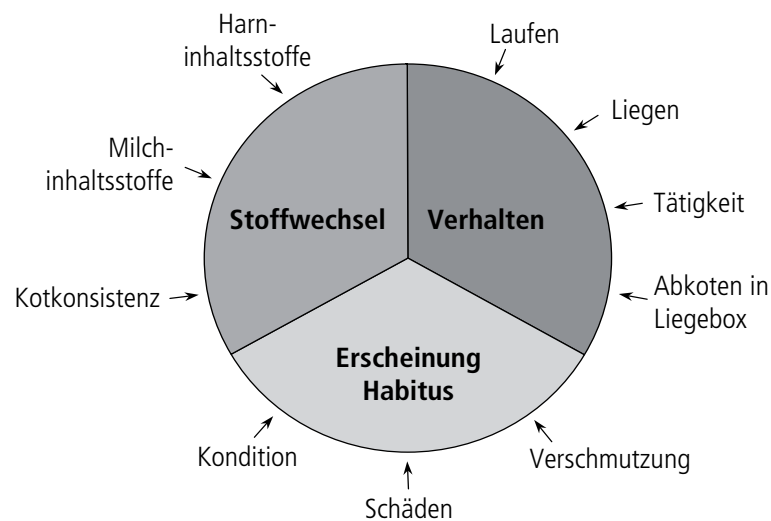 Harn-
inhaltsstoffe
Laufen
Liegen
Milch-
inhaltsstoffe
Tätigkeit
Stoffwechsel
Verhalten
Kotkonsistenz
Abkoten in
Liegebox
Erscheinung
Habitus
Kondition
Verschmutzung
Schäden